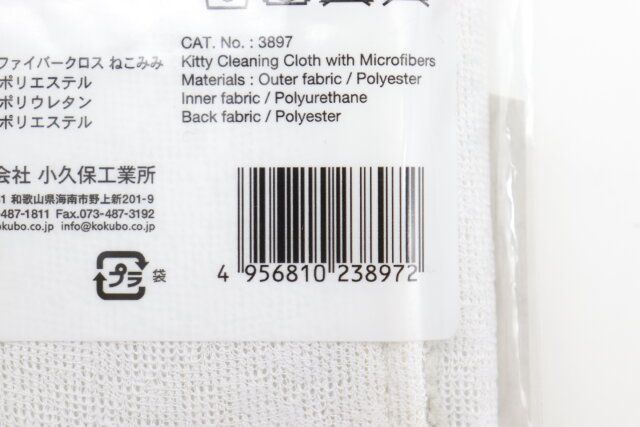 CAT. No. : 3897
ファイバークロス ねこみみ
Kitty Cleaning Cloth with Microfibers
ポリエステル
Materials : Outer fabric / Polyester
ポリウレタン
Inner fabric / Polyurethane
ポリエステル
Back fabric / Polyester
会社 小久保工業所
1 和歌山県海南市野上新201-9
-487-1811 Fax.073-487-3192
okubo.co.jp info@kokubo.co.jp
プラ 袋
4 956810 238972